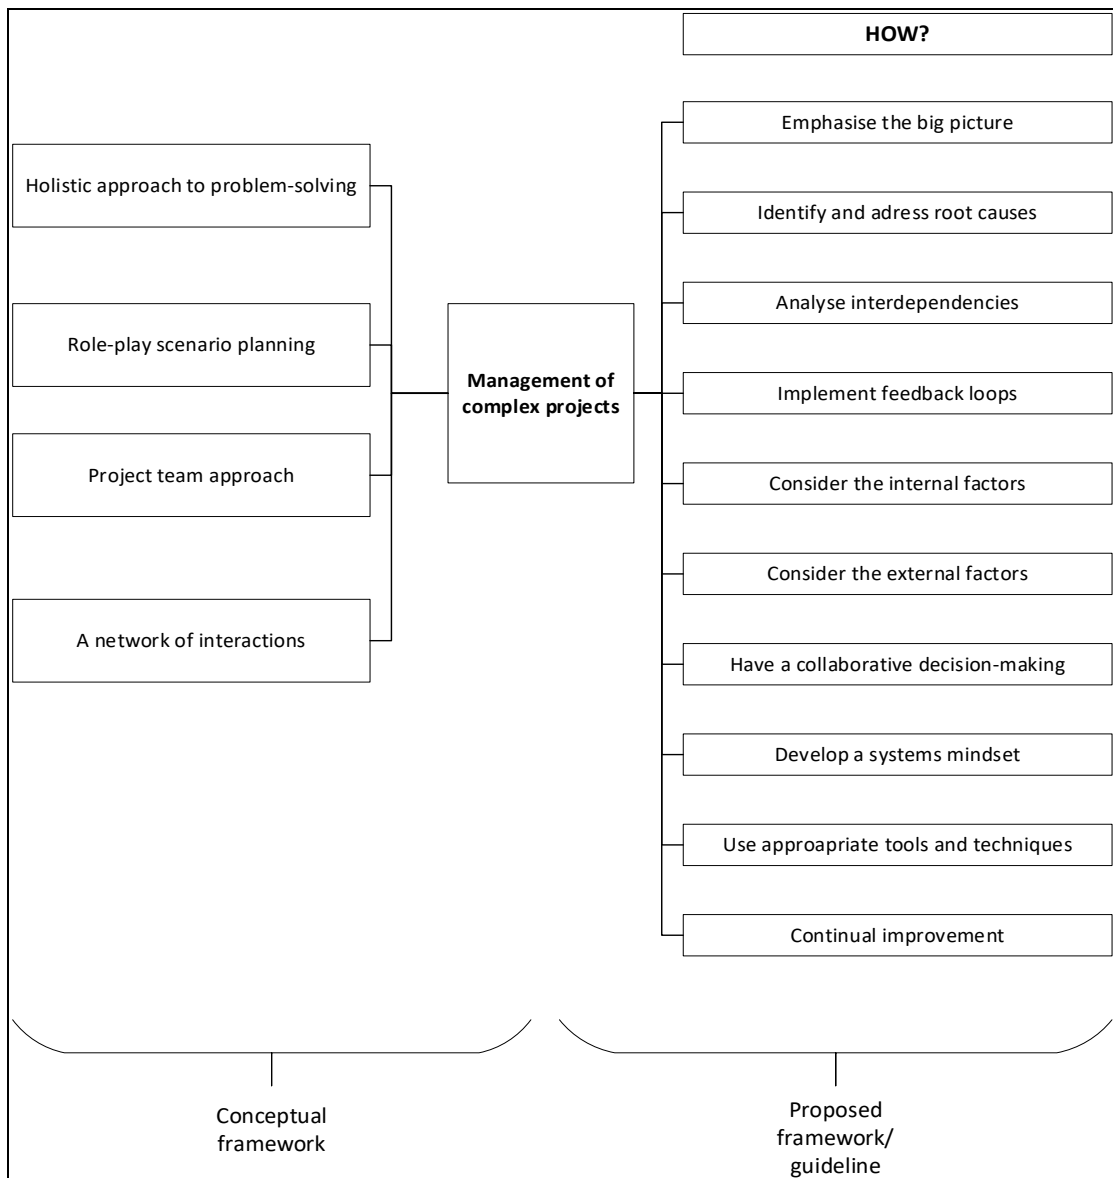 HOW?
Holistic approach to problem-solving
Role-play scenario planning
Project team approach
A network of interactions
Management of
complex projects
Emphasise the big picture
Identify and adress root causes
Analyse interdependencies
Implement feedback loops
Consider the internal factors
Consider the external factors
Have a collaborative decision-making
Develop a systems mindset
Use approapriate tools and techniques
Continual improvement
Conceptual
framework
Proposed
framework/
guideline